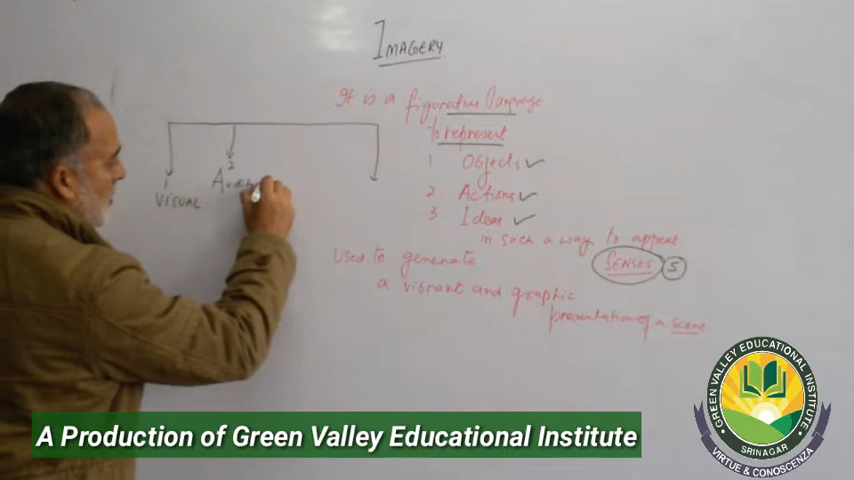 IMAGERY
It is a figurative language
to represent
1 Objects ✓
2 Actions ✓
3 Ideas ✓
in such a way to appeal
SENSES 5
used to generate
a vibrant and graphic
presentation of a scene
1
VISUAL
2
A Production of Green Valley Educational Institute
GREEN VALLEY EDUCATIONAL INSTITUTE
SRINAGAR
VIRTUE & CONOSCENZA